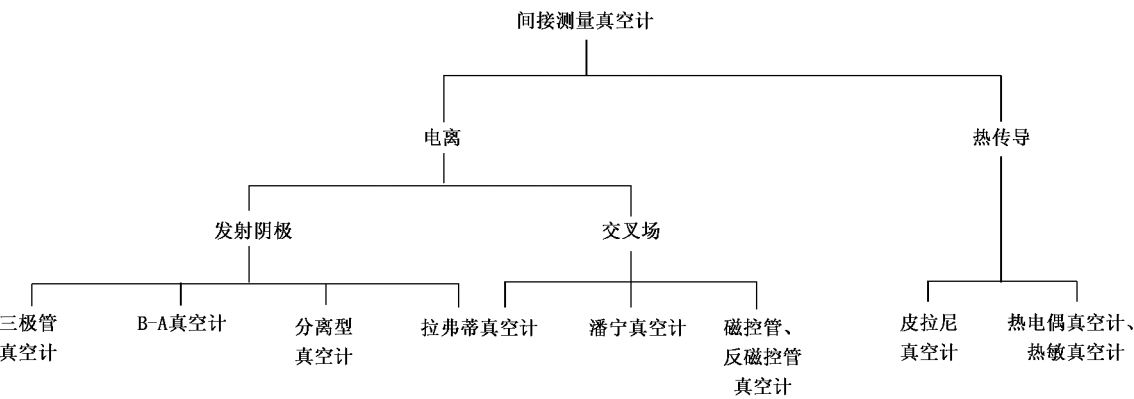 间接测量真空计
电离
热传导
发射阴极
交叉场
三极管
真空计
B-A真空计
分离型
真空计
拉弗蒂真空计
潘宁真空计
磁控管、
反磁控管
真空计
皮拉尼
真空计
热电偶真空计、
热敏真空计